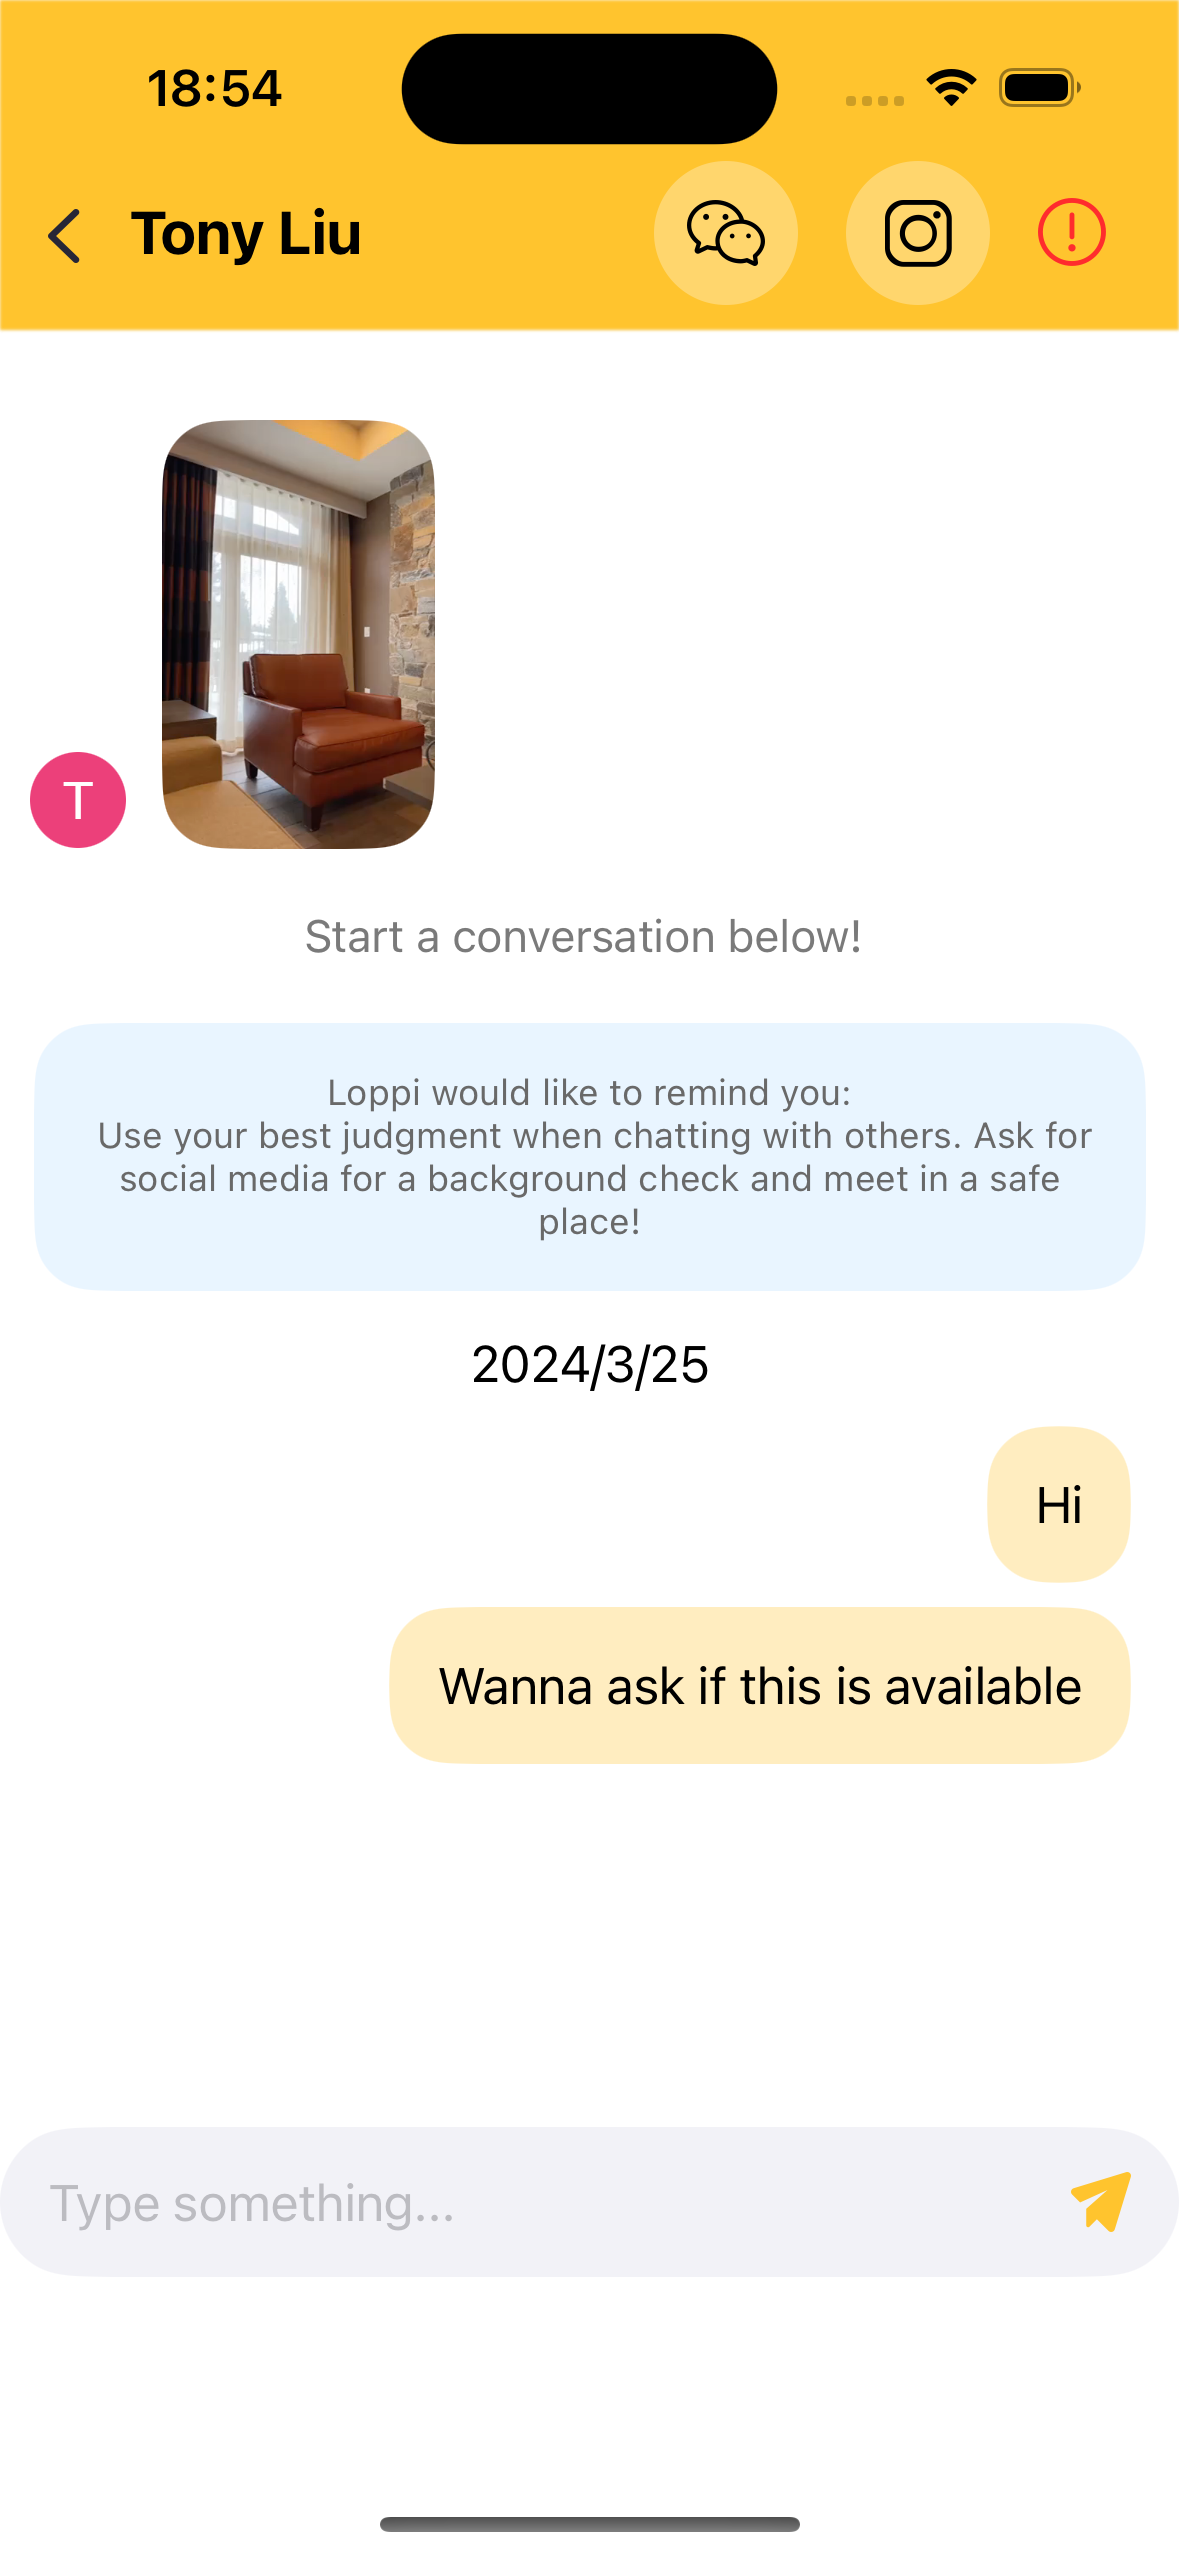 18:54
Tony Liu
T
Start a conversation below!
Loppi would like to remind you:
Use your best judgment when chatting with others. Ask for
social media for a background check and meet in a safe
place!
2024/3/25
Hi
Wanna ask if this is available
Type something...